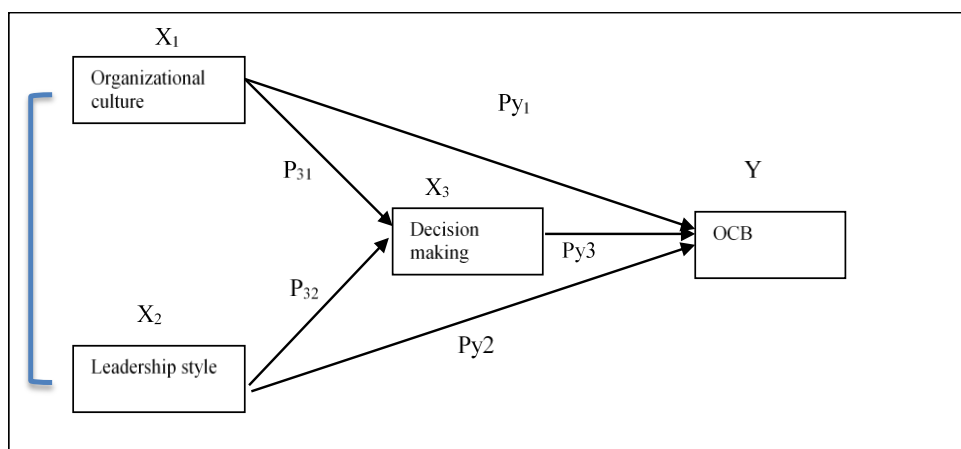 X₁
Organizational
culture
Py₁
P₃₁
X₃
Y
Decision
making
OCB
Py3
P₃₂
X₂
Py2
Leadership style